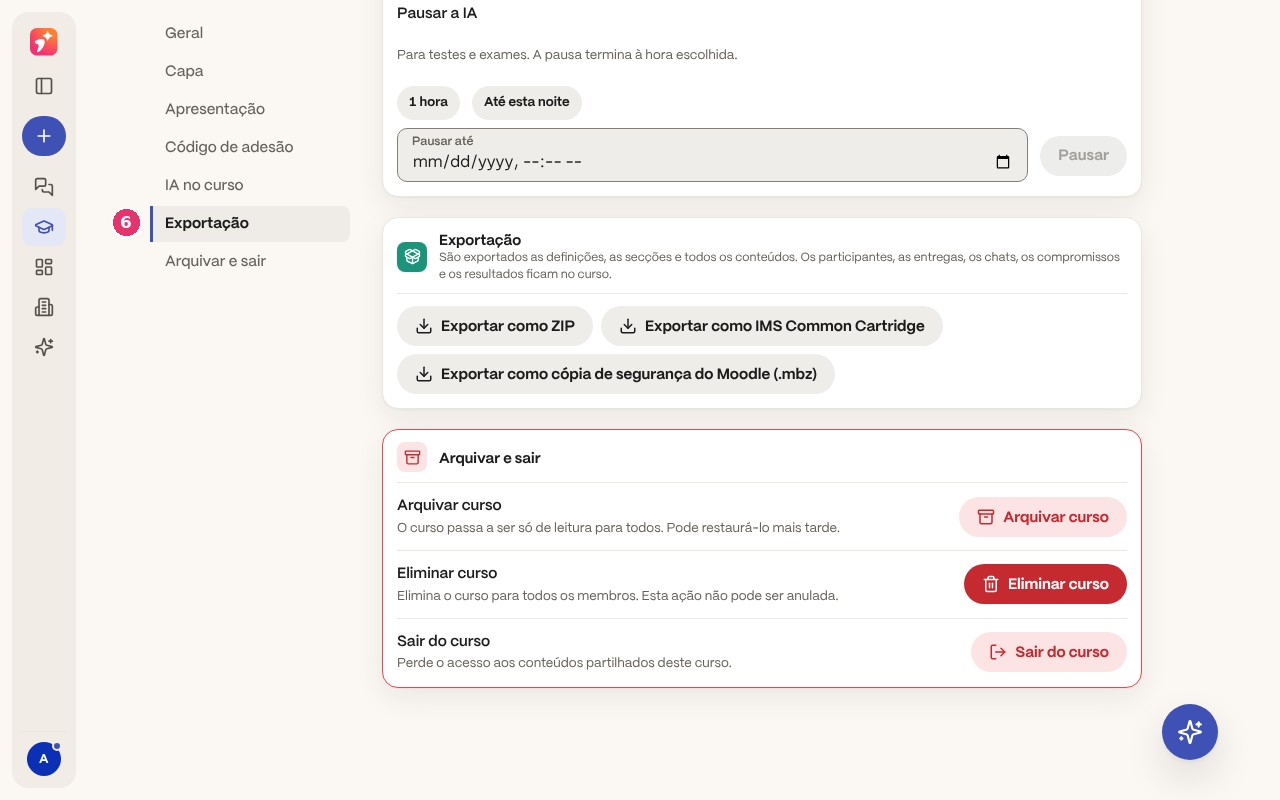 Geral
Capa
Apresentação
Código de adesão
IA no curso
6
Exportação
Arquivar e sair
A
Pausar a IA
Para testes e exames. A pausa termina à hora escolhida.
1 hora
Até esta noite
Pausar até
mm/dd/yyyy, --:-- --
Pausar
Exportação
São exportados as definições, as secções e todos os conteúdos. Os participantes, as entregas, os chats, os compromissos
e os resultados ficam no curso.
Exportar como ZIP
Exportar como IMS Common Cartridge
Exportar como cópia de segurança do Moodle (.mbz)
Arquivar e sair
Arquivar curso
O curso passa a ser só de leitura para todos. Pode restaurá-lo mais tarde.
Arquivar curso
Eliminar curso
Elimina o curso para todos os membros. Esta ação não pode ser anulada.
Eliminar curso
Sair do curso
Perde o acesso aos conteúdos partilhados deste curso.
Sair do curso